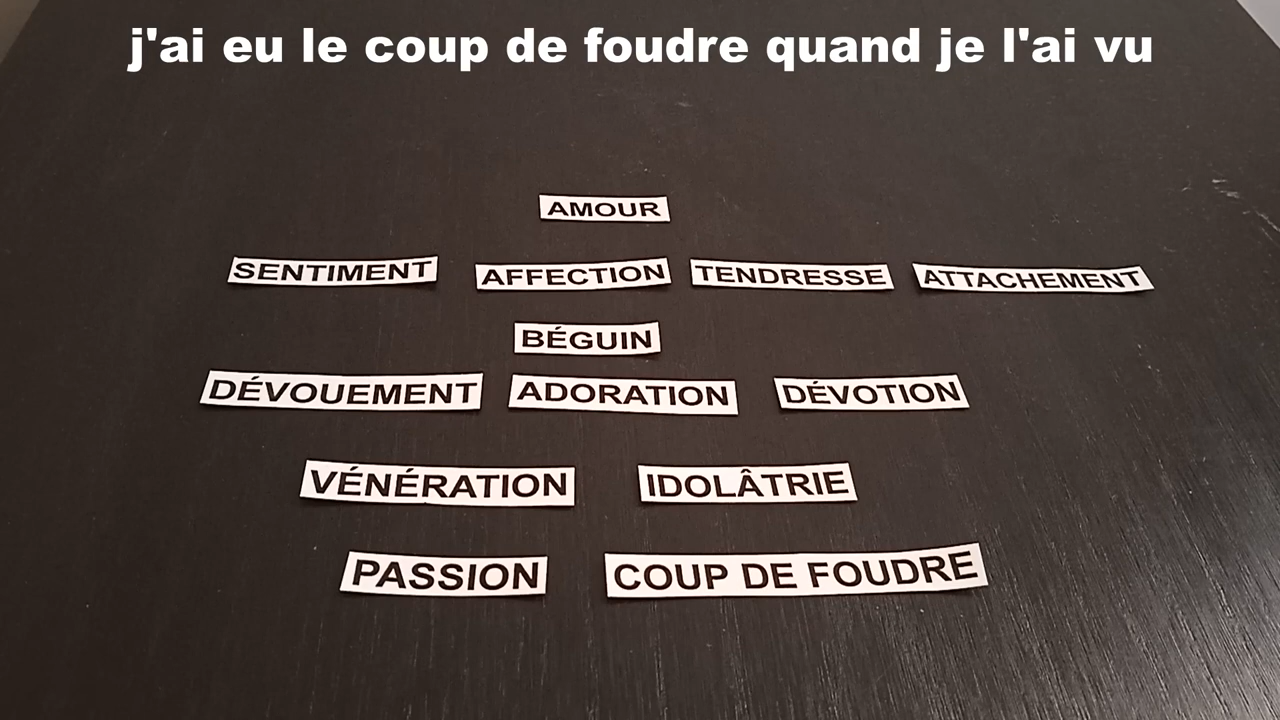 j'ai eu le coup de foudre quand je l'ai vu
AMOUR
SENTIMENT AFFECTION TENDRESSE ATTACHEMENT
BÉGUIN
DÉVOUEMENT ADORATION DÉVOTION
VÉNÉRATION IDOLÂTRIE
PASSION COUP DE FOUDRE